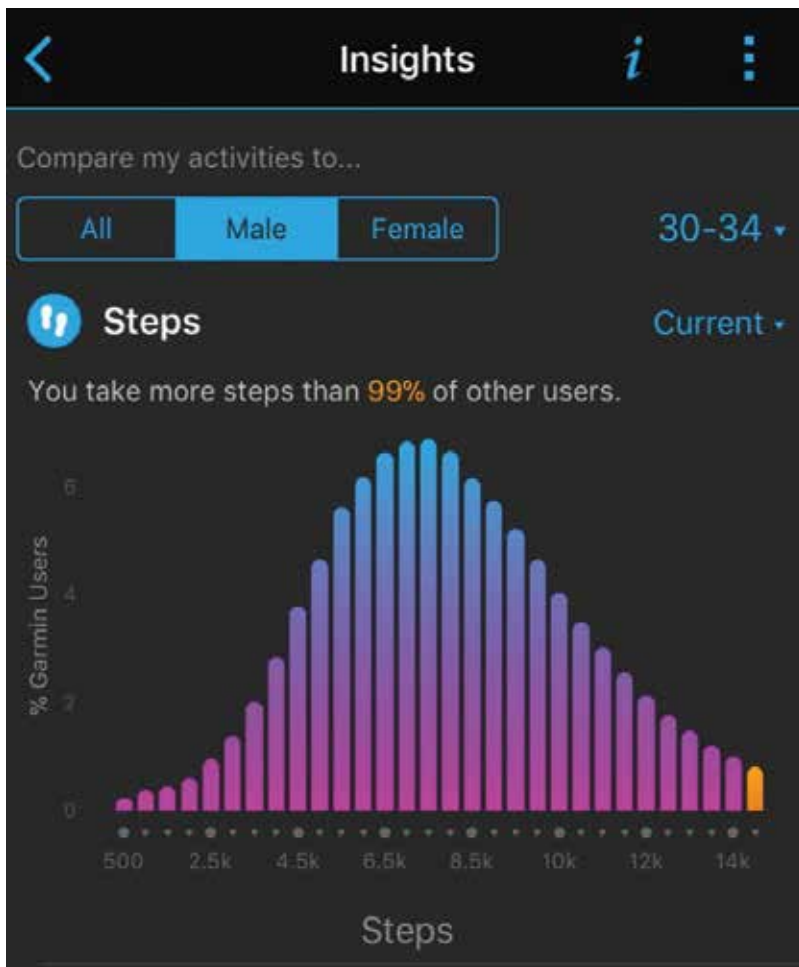 Insights i
Compare my activities to...
All Male Female 30-34
Steps Current
You take more steps than 99% of other users.
6
4
2
0
% Garmin Users
500 2.5k 4.5k 6.5k 8.5k 10k 12k 14k
Steps